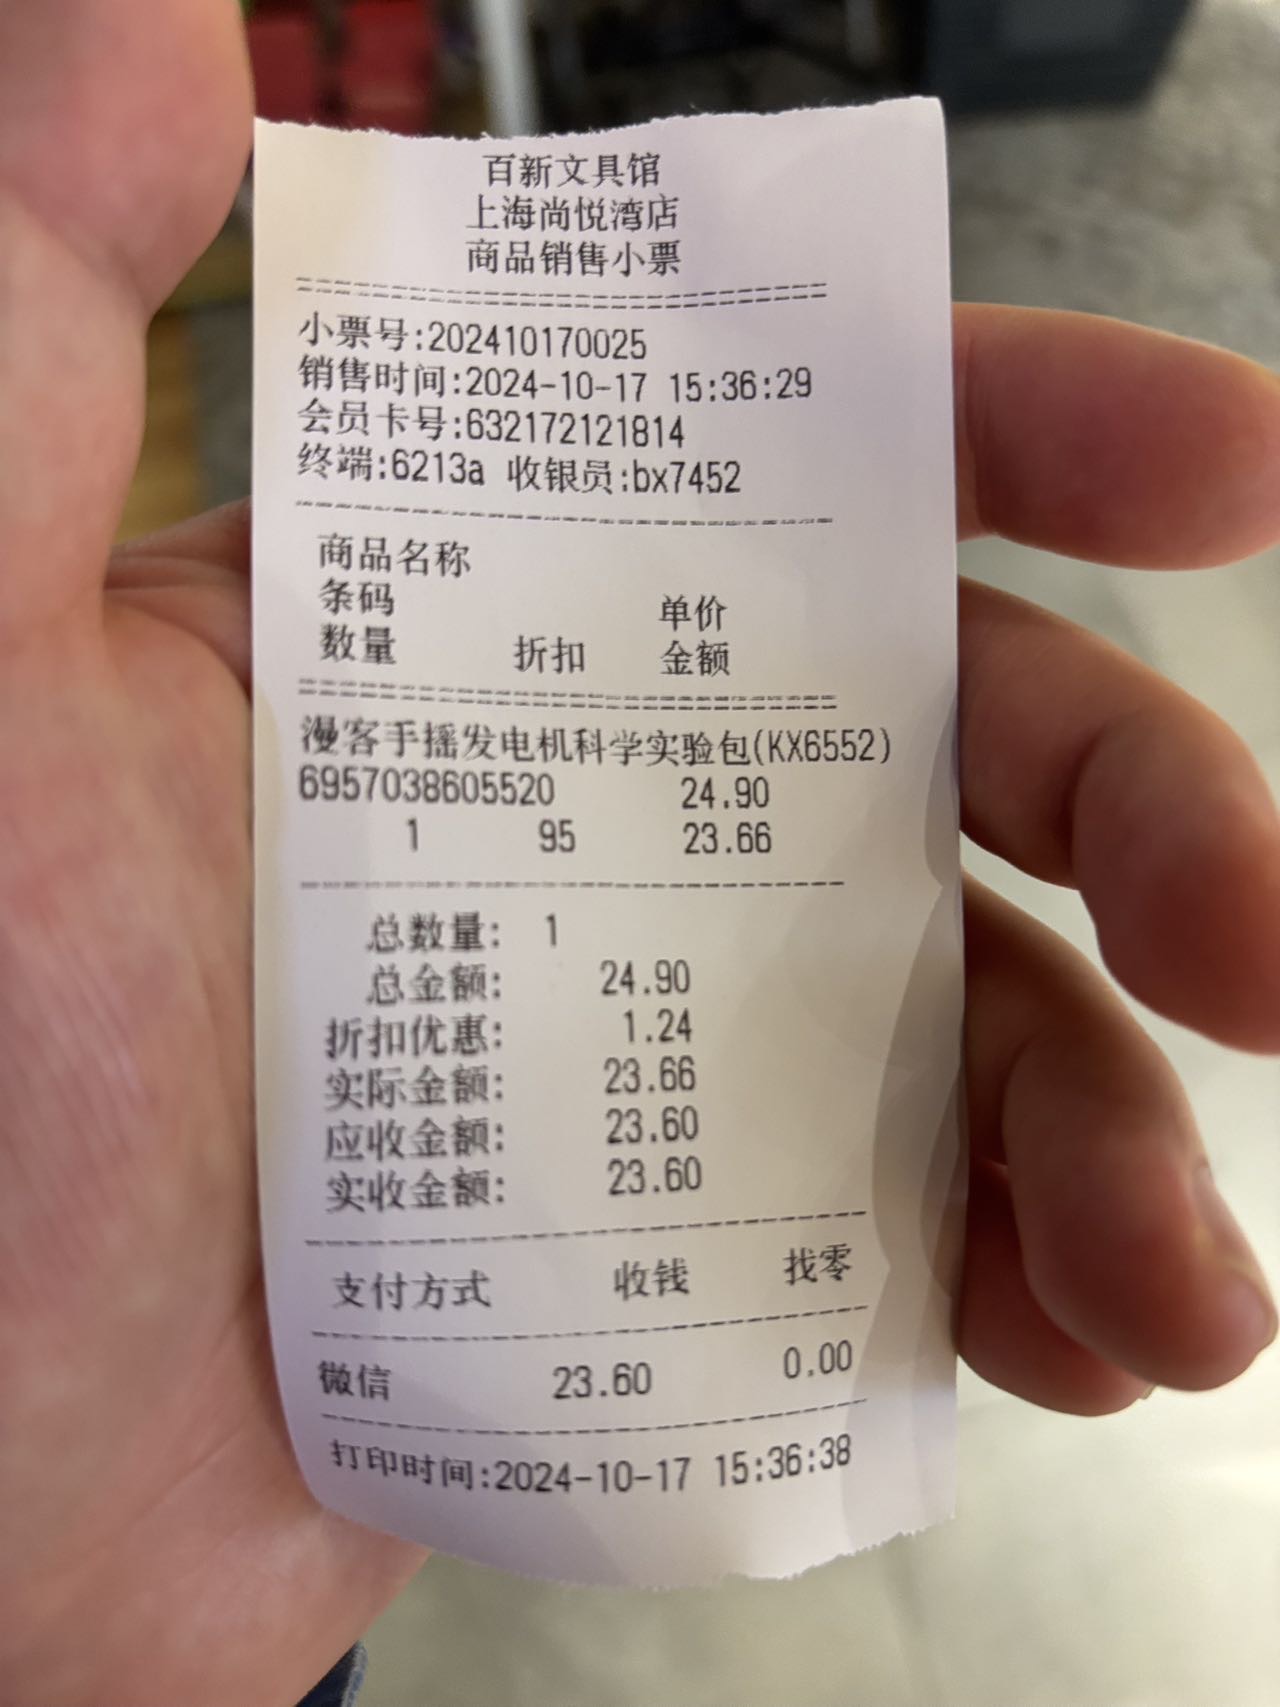 百新文具馆
上海尚悦湾店
商品销售小票
小票号:202410170025
销售时间:2024-10-17 15:36:29
会员卡号:632172121814
终端:6213a 收银员:bx7452
商品名称
条码 单价
数量 折扣 金额
漫客手摇发电机科学实验包(KX6552)
6957038605520 24.90
1 95 23.66
总数量: 1
总金额: 24.90
折扣优惠: 1.24
实际金额: 23.66
应收金额: 23.60
实收金额: 23.60
支付方式 收钱 找零
微信 23.60 0.00
打印时间:2024-10-17 15:36:38